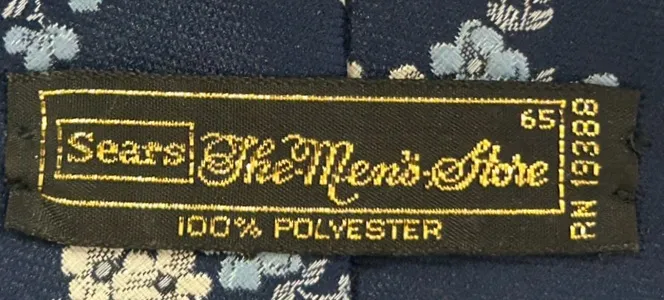 65
Sears The Men's Store
100% POLYESTER
RN 19388